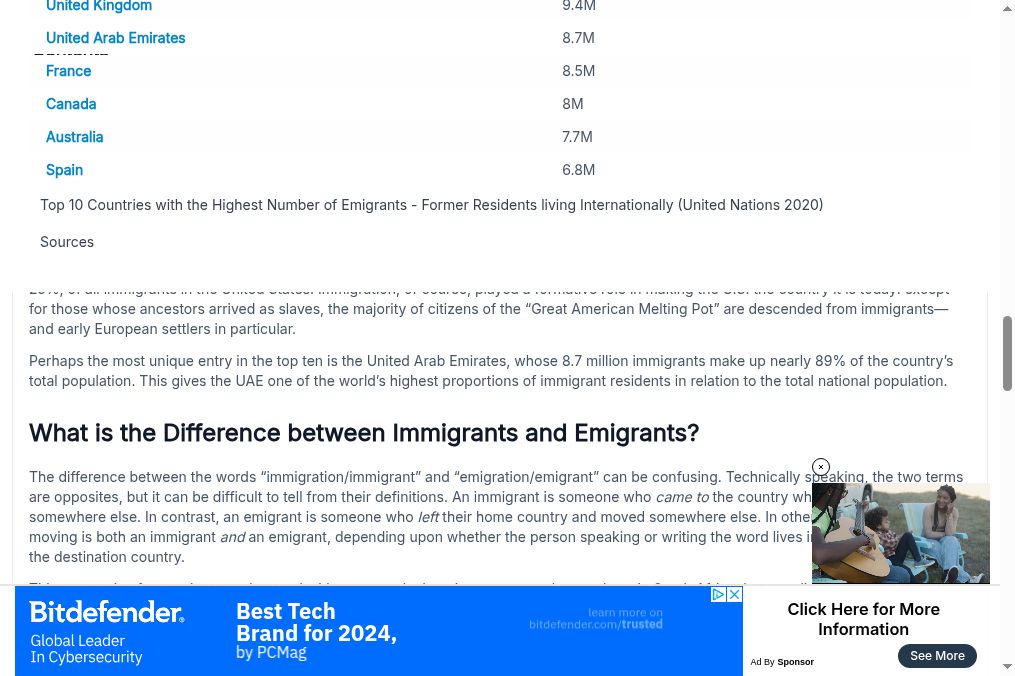 United Kingdom 9.4M
United Arab Emirates 8.7M
France 8.5M
Canada 8M
Australia 7.7M
Spain 6.8M
Top 10 Countries with the Highest Number of Emigrants - Former Residents living Internationally (United Nations 2020)
Sources
for those whose ancestors arrived as slaves, the majority of citizens of the “Great American Melting Pot” are descended from immigrants—
and early European settlers in particular.
Perhaps the most unique entry in the top ten is the United Arab Emirates, whose 8.7 million immigrants make up nearly 89% of the country’s
total population. This gives the UAE one of the world’s highest proportions of immigrant residents in relation to the total national population.
What is the Difference between Immigrants and Emigrants?
The difference between the words “immigration/immigrant” and “emigration/emigrant” can be confusing. Technically speaking, the two terms
are opposites, but it can be difficult to tell from their definitions. An immigrant is someone who came to the country
somewhere else. In contrast, an emigrant is someone who left their home country and moved somewhere else. In
moving is both an immigrant and an emigrant, depending upon whether the person speaking or writing the word lives
the destination country.
Bitdefender.
Global Leader
In Cybersecurity
Best Tech
Brand for 2024,
by PCMag
learn more on
bitdefender.com/trusted
Click Here for More
Information
Ad By Sponsor
See More